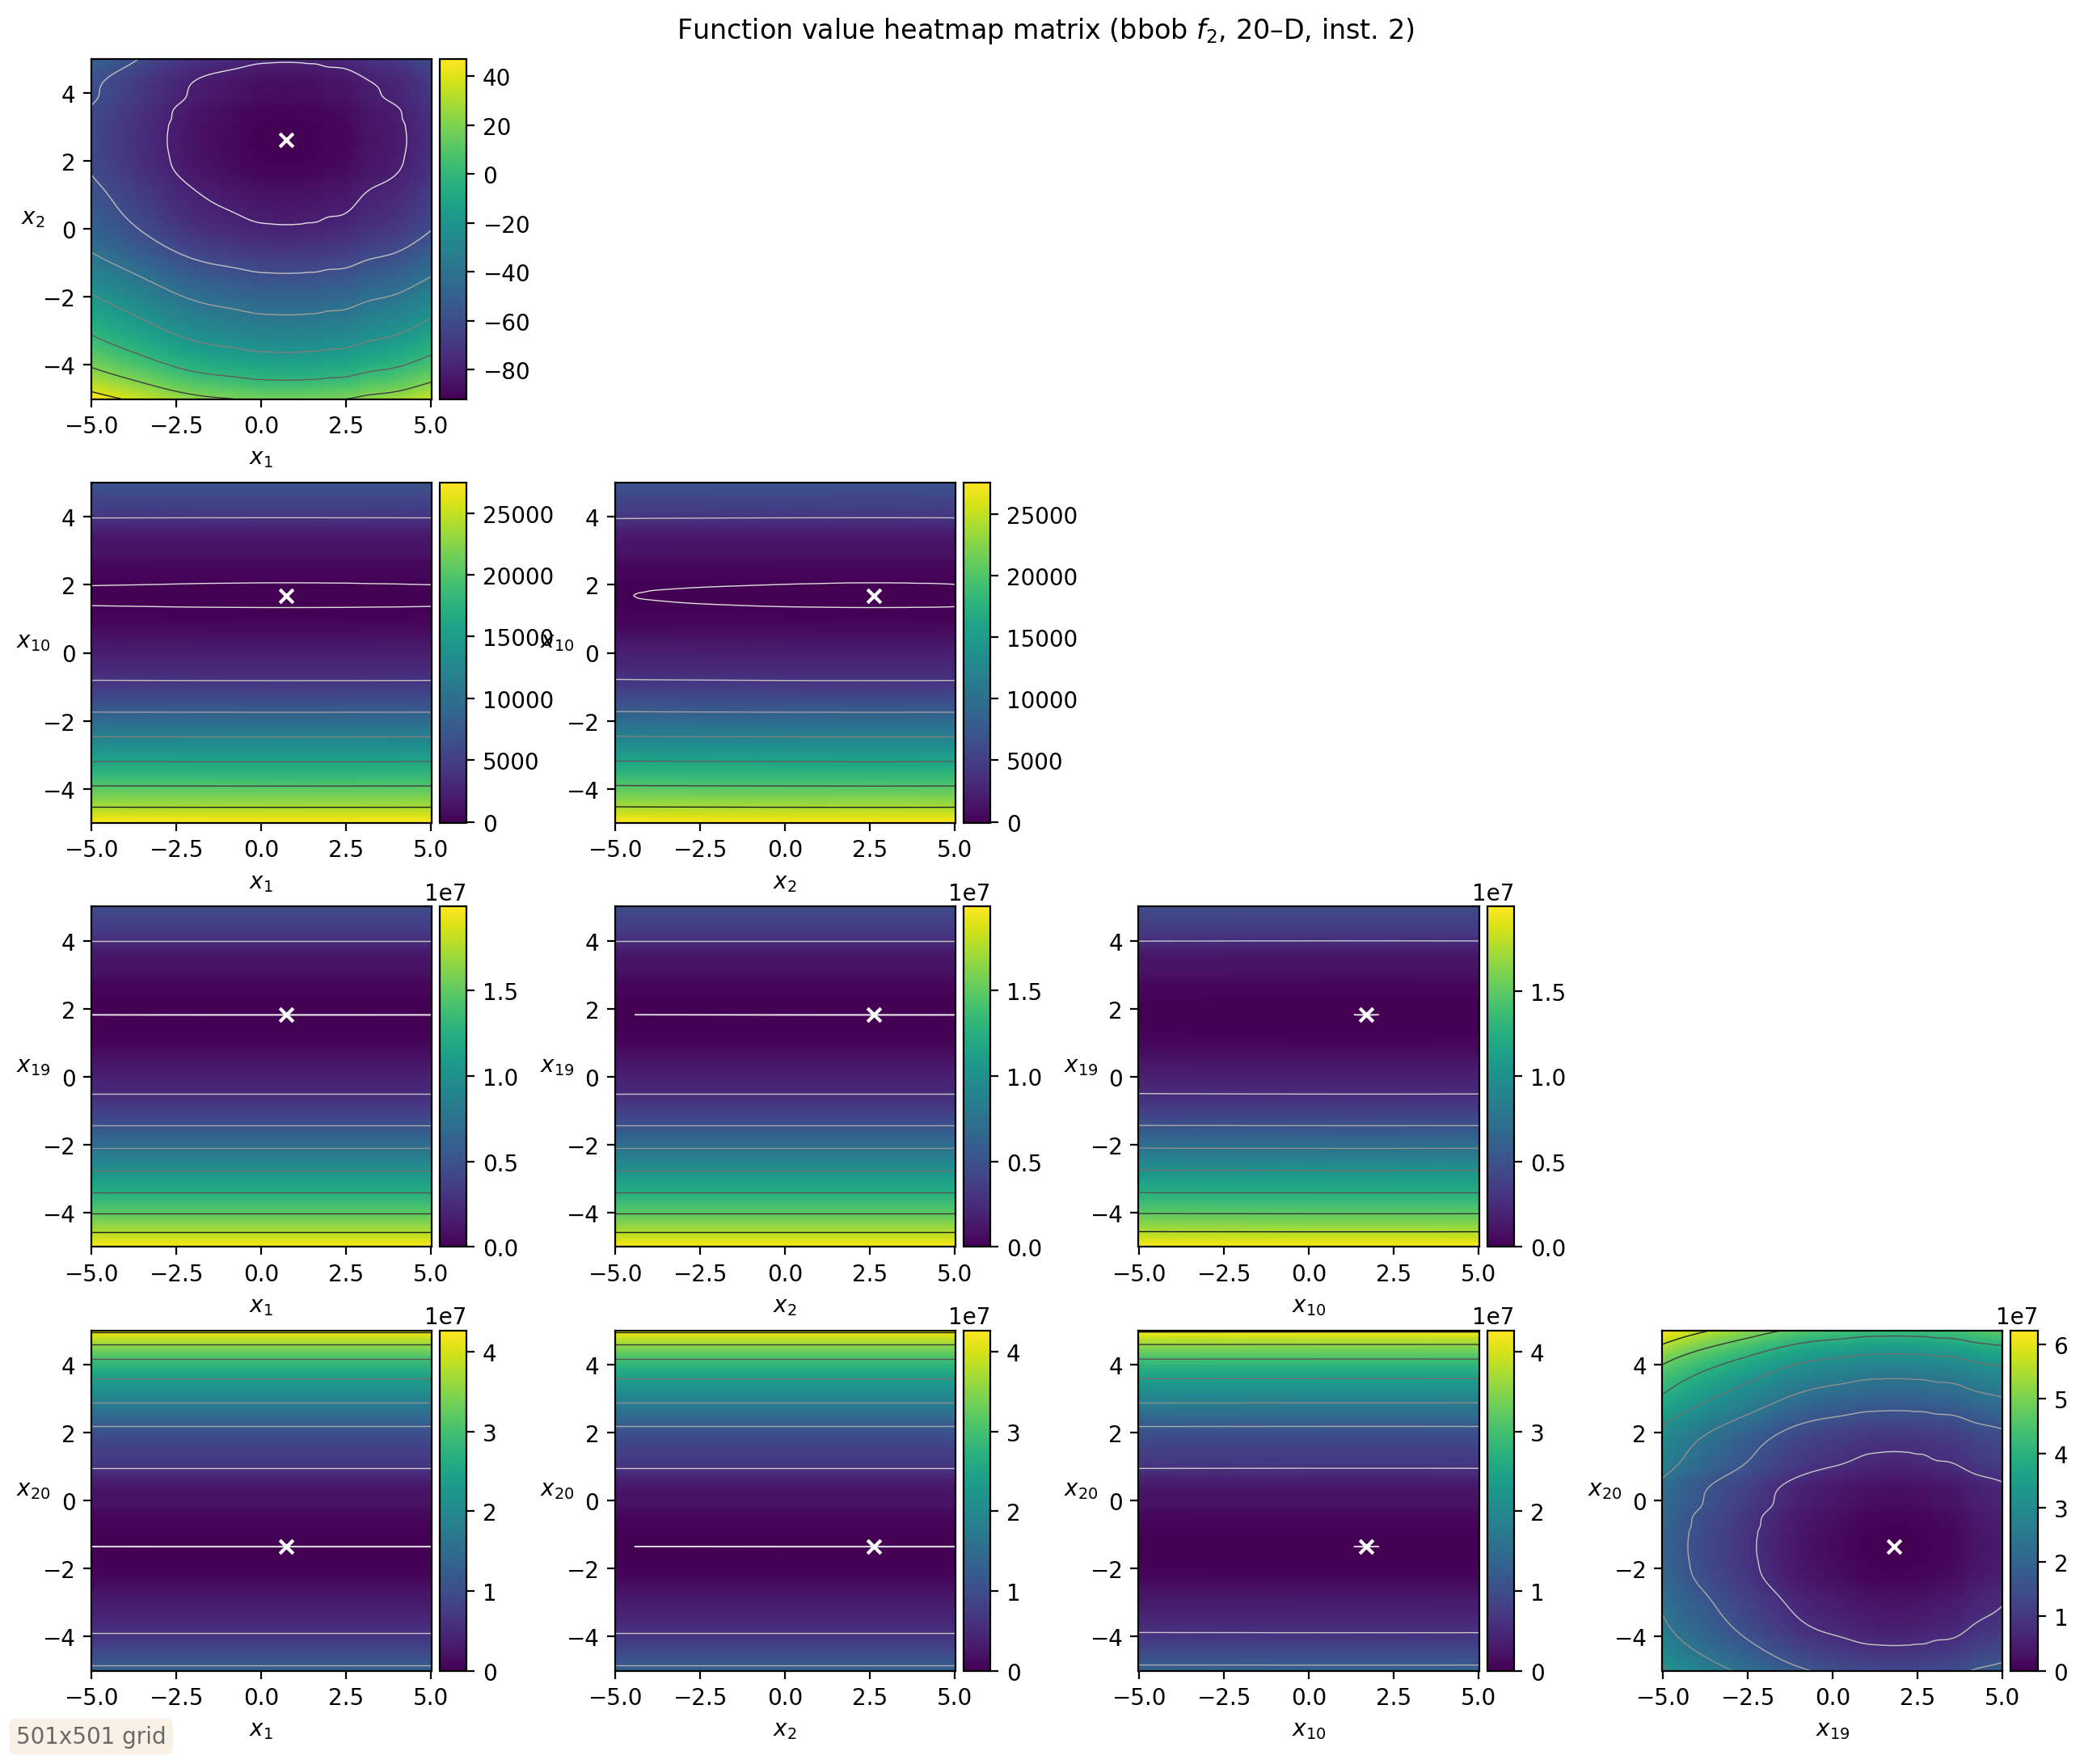 Function value heatmap matrix (bbob f₂, 20–D, inst. 2)
4
2
0
−2
−4
x₂
−5.0 −2.5 0.0 2.5 5.0
x₁
40
20
0
−20
−40
−60
−80
4
2
0
−2
−4
x₁₀
−5.0 −2.5 0.0 2.5 5.0
x₁
25000
20000
15000
10000
5000
0
4
2
0
−2
−4
x₁₀
−5.0 −2.5 0.0 2.5 5.0
x₂
25000
20000
15000
10000
5000
0
4
2
0
−2
−4
x₁₉
−5.0 −2.5 0.0 2.5 5.0
x₁
1e7
1.5
1.0
0.5
0.0
4
2
0
−2
−4
x₁₉
−5.0 −2.5 0.0 2.5 5.0
x₂
1e7
1.5
1.0
0.5
0.0
4
2
0
−2
−4
x₁₉
−5.0 −2.5 0.0 2.5 5.0
x₁₀
1e7
1.5
1.0
0.5
0.0
4
2
0
−2
−4
x₂₀
−5.0 −2.5 0.0 2.5 5.0
x₁
1e7
4
3
2
1
0
4
2
0
−2
−4
x₂₀
−5.0 −2.5 0.0 2.5 5.0
x₂
1e7
4
3
2
1
0
4
2
0
−2
−4
x₂₀
−5.0 −2.5 0.0 2.5 5.0
x₁₀
1e7
4
3
2
1
0
4
2
0
−2
−4
x₂₀
−5.0 −2.5 0.0 2.5 5.0
x₁₉
1e7
6
5
4
3
2
1
0
501x501 grid